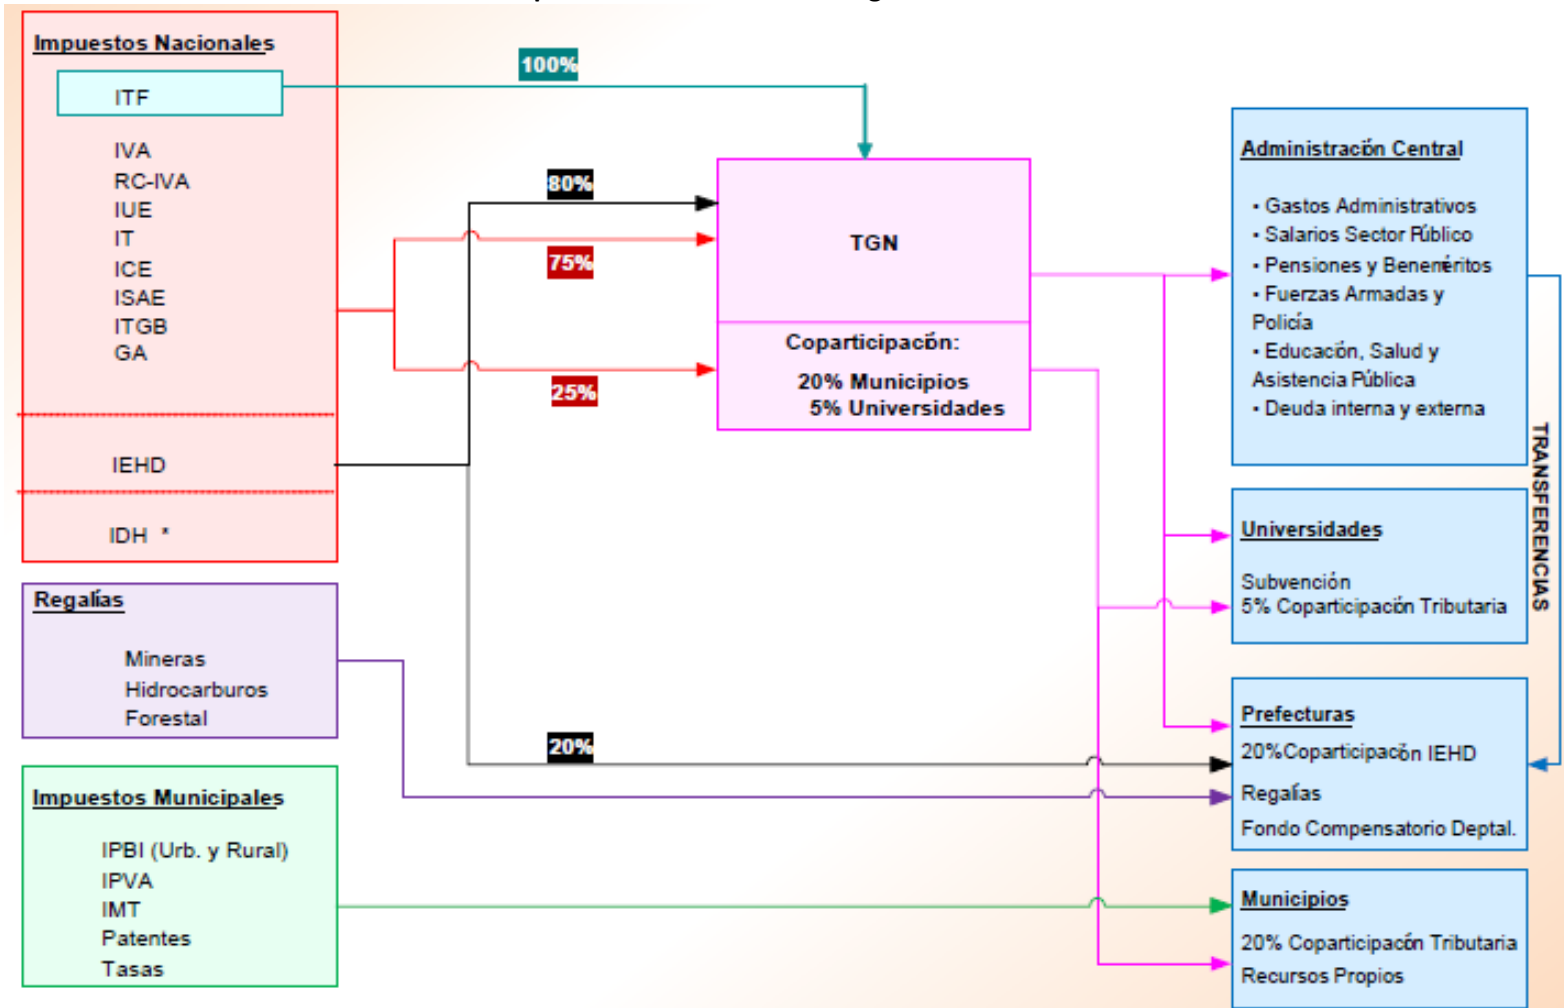 Impuestos Nacionales
ITF
IVA
RC-IVA
IUE
IT
ICE
ISAE
ITGB
GA
IEHD
IDH *
Regalías
Mineras
Hidrocarburos
Forestal
Impuestos Municipales
IPBI (Urb. y Rural)
IPVA
IMT
Patentes
Tasas
100%
80%
75%
25%
20%
TGN
Coparticipacón:
20% Municipios
5% Universidades
Administración Central
• Gastos Administrativos
• Salarios Sector Público
• Pensiones y Beneméritos
• Fuerzas Armadas y
Policía
• Educacón, Salud y
Asistencia Pública
• Deuda interna y externa
Universidades
Subvención
5% Coparticipación Tributaria
Prefecturas
20%Coparticipacón IEHD
Regalías
Fondo Compensatorio Deptal.
Municipios
20% Coparticipacón Tributaria
Recursos Propios
TRANSFERENCIAS